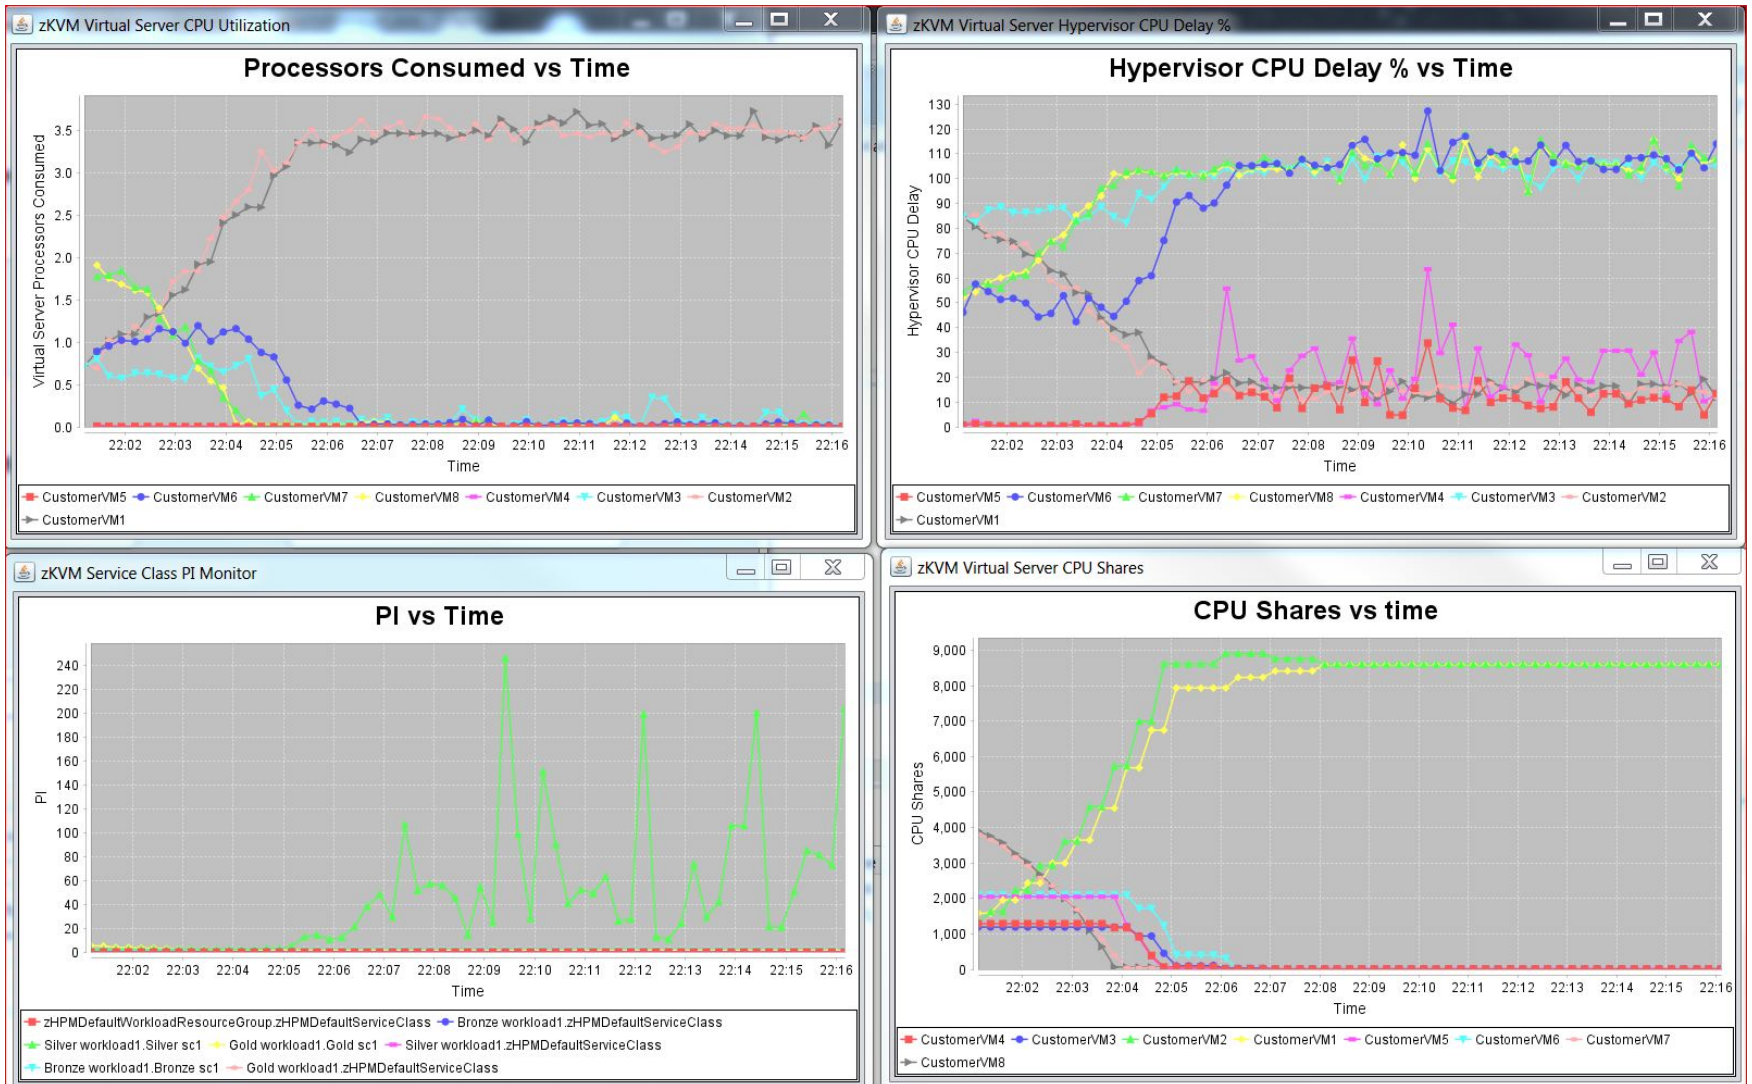 zKVM Virtual Server CPU Utilization
Processors Consumed vs Time
Virtual Server Processors Consumed
3.5
3.0
2.5
2.0
1.5
1.0
0.5
0.0
22:02 22:03 22:04 22:05 22:06 22:07 22:08 22:09 22:10 22:11 22:12 22:13 22:14 22:15 22:16
Time
CustomerVM5 CustomerVM6 CustomerVM7 CustomerVM8 CustomerVM4 CustomerVM3 CustomerVM2
CustomerVM1
zKVM Virtual Server Hypervisor CPU Delay %
Hypervisor CPU Delay % vs Time
Hypervisor CPU Delay
130
120
110
100
90
80
70
60
50
40
30
20
10
0
22:02 22:03 22:04 22:05 22:06 22:07 22:08 22:09 22:10 22:11 22:12 22:13 22:14 22:15 22:16
Time
CustomerVM5 CustomerVM6 CustomerVM7 CustomerVM8 CustomerVM4 CustomerVM3 CustomerVM2
CustomerVM1
zKVM Service Class PI Monitor
PI vs Time
PI
240
220
200
180
160
140
120
100
80
60
40
20
0
22:02 22:03 22:04 22:05 22:06 22:07 22:08 22:09 22:10 22:11 22:12 22:13 22:14 22:15 22:16
Time
zHPMDefaultWorkloadResourceGroup.zHPMDefaultServiceClass Bronze workload1.zHPMDefaultServiceClass
Silver workload1.Silver sc1 Gold workload1.Gold sc1 Silver workload1.zHPMDefaultServiceClass
Bronze workload1.Bronze sc1 Gold workload1.zHPMDefaultServiceClass
zKVM Virtual Server CPU Shares
CPU Shares vs time
CPU Shares
9,000
8,000
7,000
6,000
5,000
4,000
3,000
2,000
1,000
0
22:02 22:03 22:04 22:05 22:06 22:07 22:08 22:09 22:10 22:11 22:12 22:13 22:14 22:15 22:16
Time
CustomerVM4 CustomerVM3 CustomerVM2 CustomerVM1 CustomerVM5 CustomerVM6 CustomerVM7
CustomerVM8